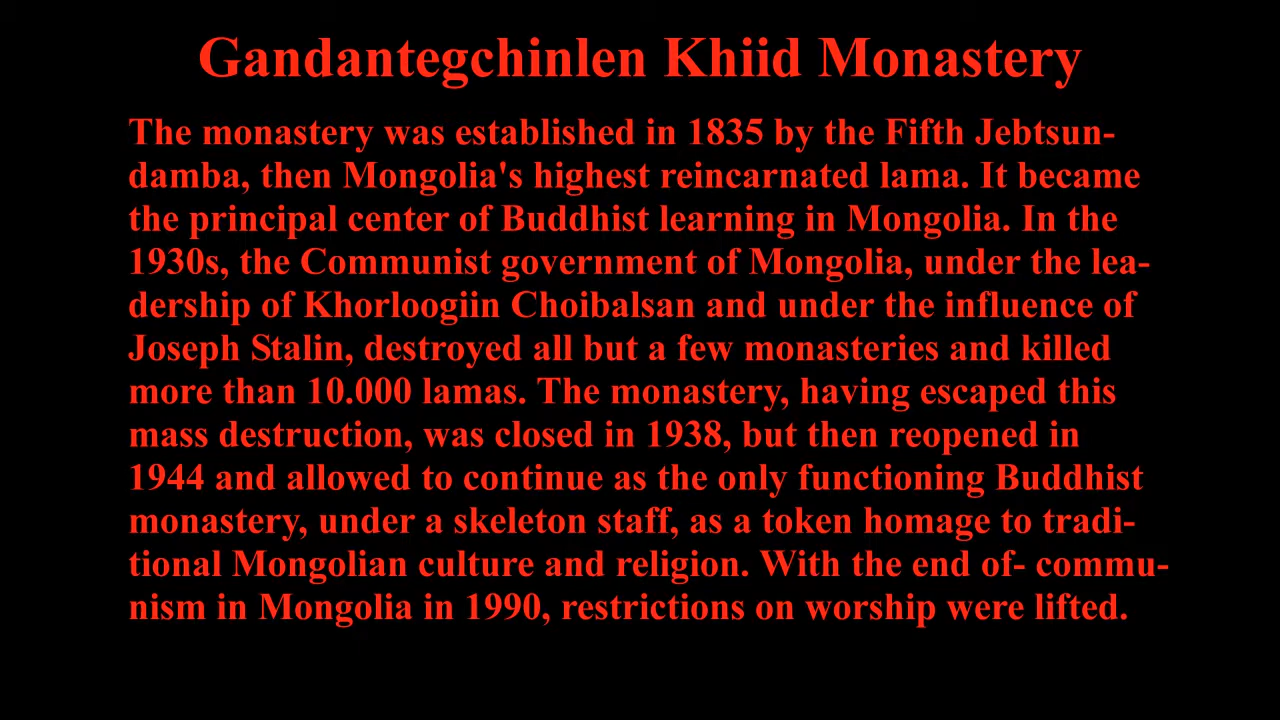 Gandantegchinlen Khiid Monastery
The monastery was established in 1835 by the Fifth Jebtsun-
damba, then Mongolia's highest reincarnated lama. It became
the principal center of Buddhist learning in Mongolia. In the
1930s, the Communist government of Mongolia, under the lea-
dership of Khorloogiin Choibalsan and under the influence of
Joseph Stalin, destroyed all but a few monasteries and killed
more than 10.000 lamas. The monastery, having escaped this
mass destruction, was closed in 1938, but then reopened in
1944 and allowed to continue as the only functioning Buddhist
monastery, under a skeleton staff, as a token homage to tradi-
tional Mongolian culture and religion. With the end of- commu-
nism in Mongolia in 1990, restrictions on worship were lifted.